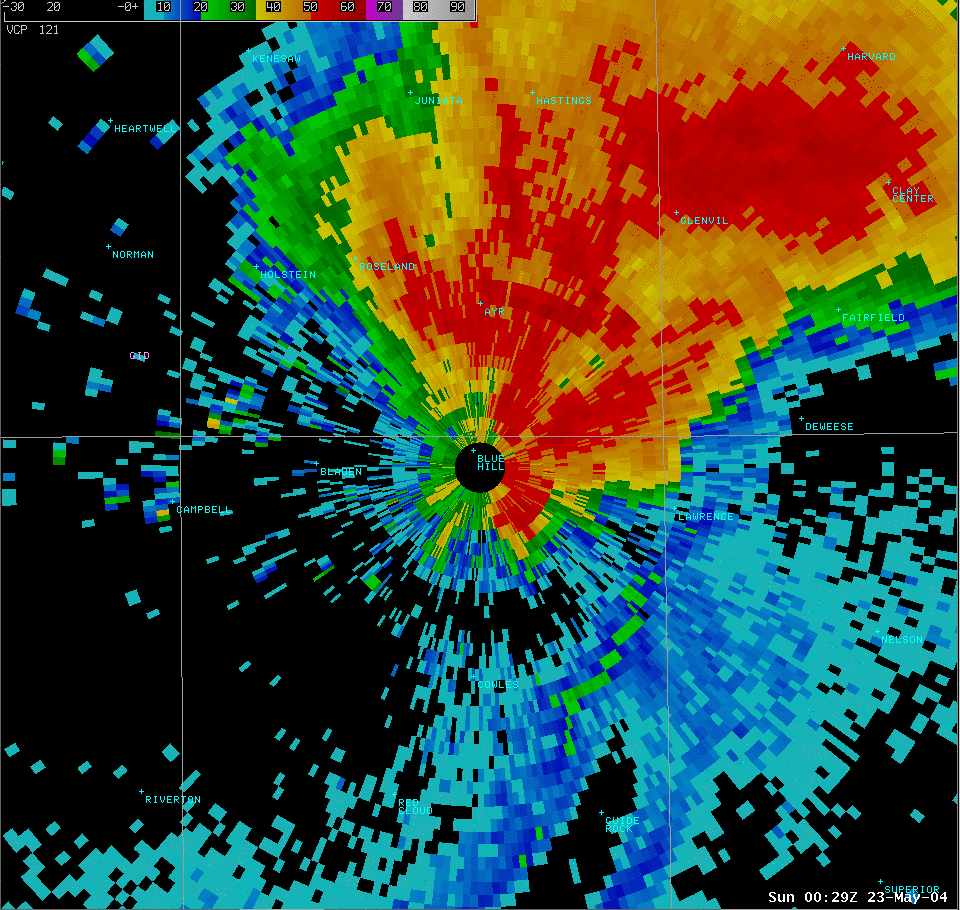 -30 20 -0+ 10 20 30 40 50 60 70 80 90
VCP 121
KENESAW
HARVARD
JUNIATA
HASTINGS
HEARTWELL
CLAY
CENTER
GLENVIL
NORMAN
HOLSTEIN
ROSELAND
AYR
FAIRFIELD
GID
DEWEESE
BLUE
HILL
BLADEN
CAMPBELL
LAWRENCE
NELSON
COWLES
RIVERTON
RED
CLOUD
GUIDE
ROCK
SUPERIOR
Sun 00:29Z 23-May-04